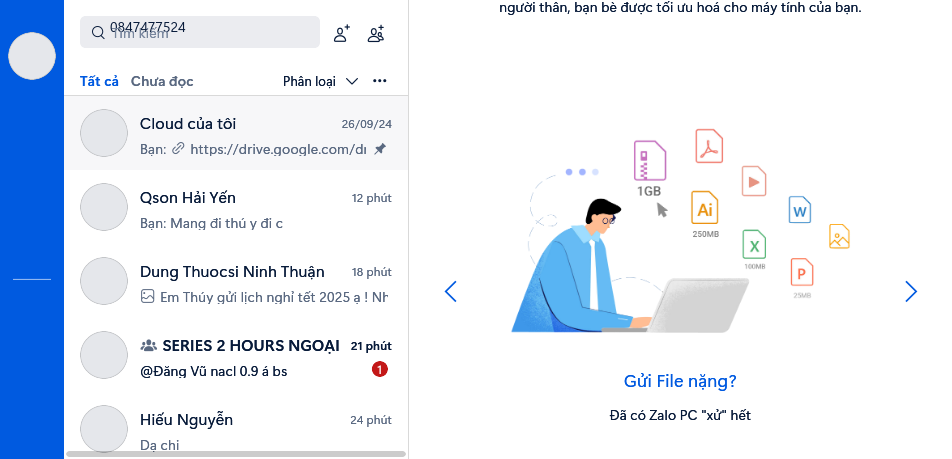 người thân, bạn bè được tối ưu hoá cho máy tính của bạn.
0847477524
Tìm kiếm
Tất cả Chưa đọc Phân loại
Cloud của tôi 26/09/24
Bạn: https://drive.google.com/dr
Qson Hải Yến 12 phút
Bạn: Mang đi thú y đi c
Dung Thuocsi Ninh Thuận 18 phút
Em Thúy gửi lịch nghỉ tết 2025 ạ ! Nh
SERIES 2 HOURS NGOẠI 21 phút
@Đăng Vũ nacl 0.9 á bs 1
Hiếu Nguyễn 24 phút
Dạ chị
1GB
Ai
250MB
W
X
100MB
P
25MB
Gửi File nặng?
Đã có Zalo PC "xử" hết